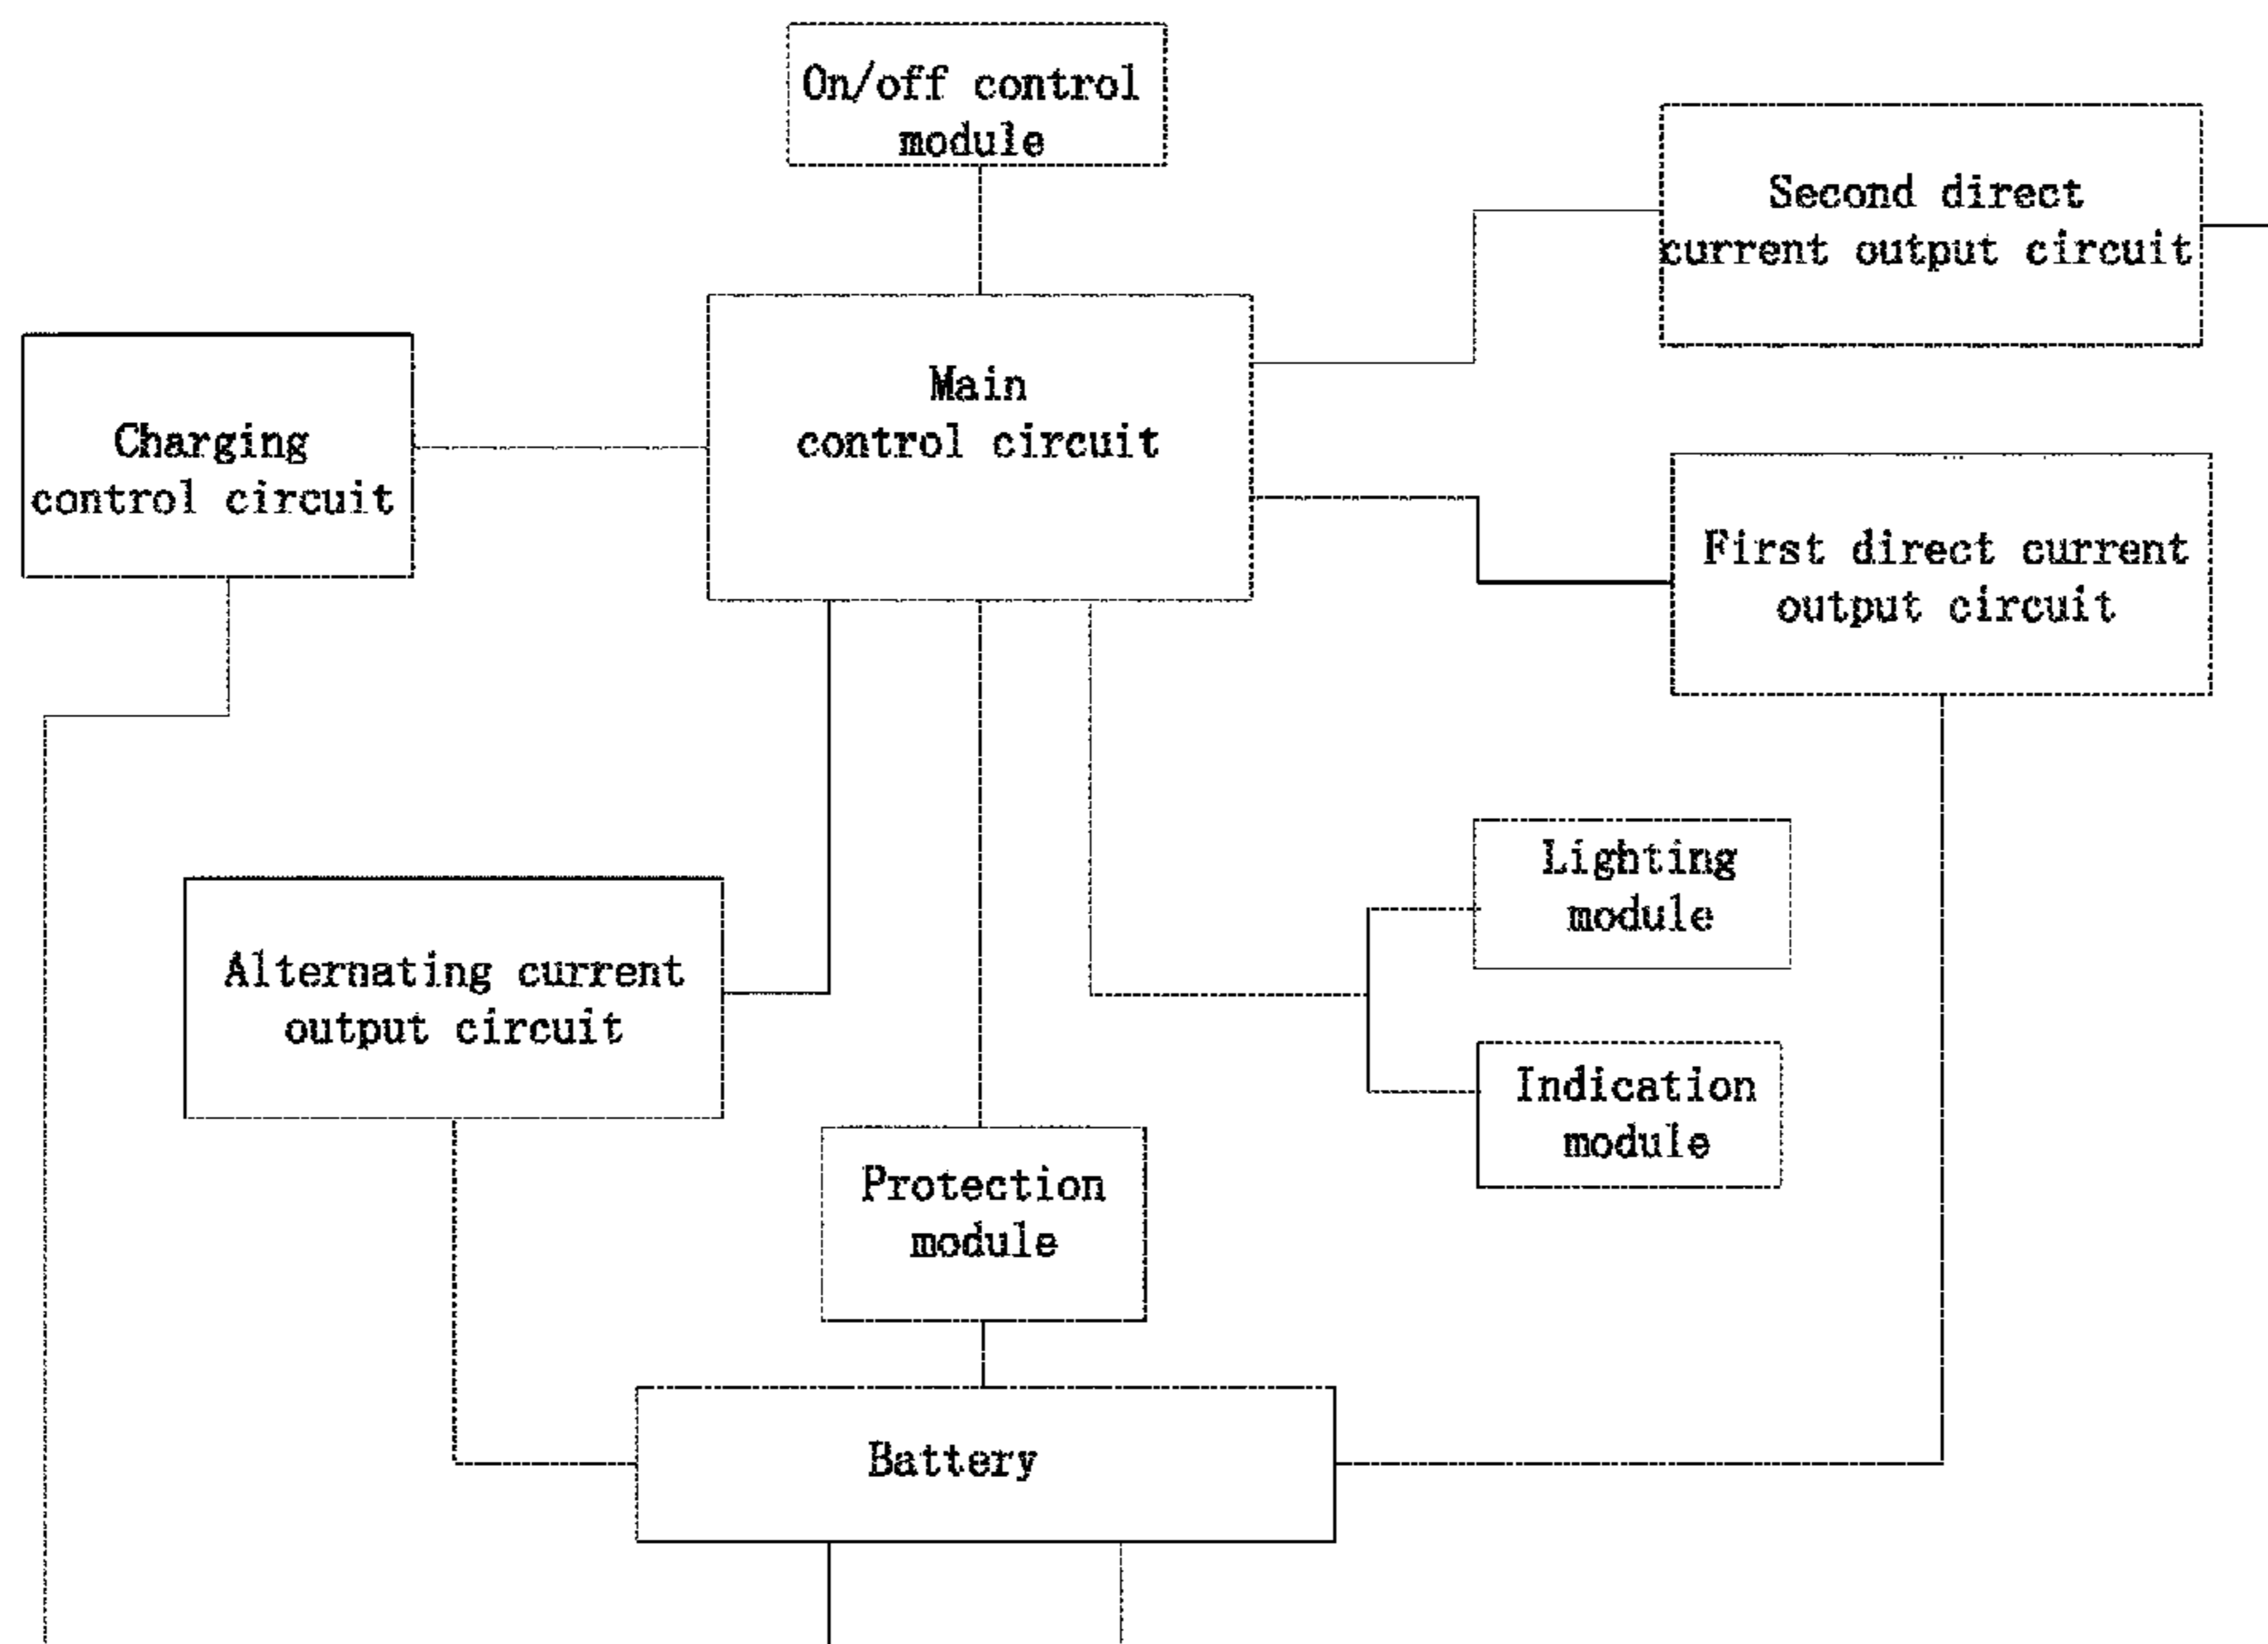 On/off control
module
Second direct
current output circuit
Main
control circuit
Charging
control circuit
First direct current
output circuit
Lighting
module
Alternating current
output circuit
Indication
module
Protection
module
Battery